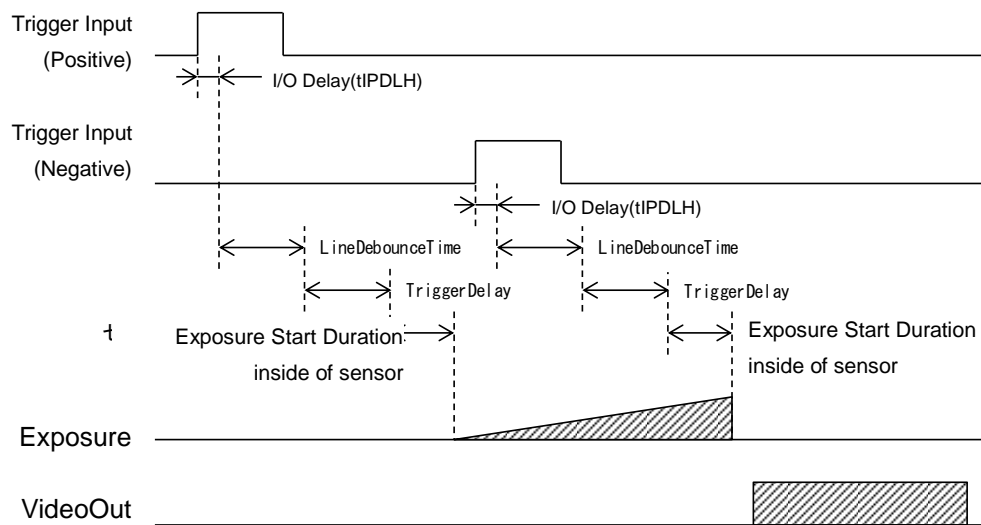 Trigger Input
(Positive)
I/O Delay(tIPDLH)
Trigger Input
(Negative)
I/O Delay(tIPDLH)
LineDebounceTime
LineDebounceTime
TriggerDelay
TriggerDelay
Exposure Start Duration
inside of sensor
Exposure Start Duration
inside of sensor
Exposure
VideoOut